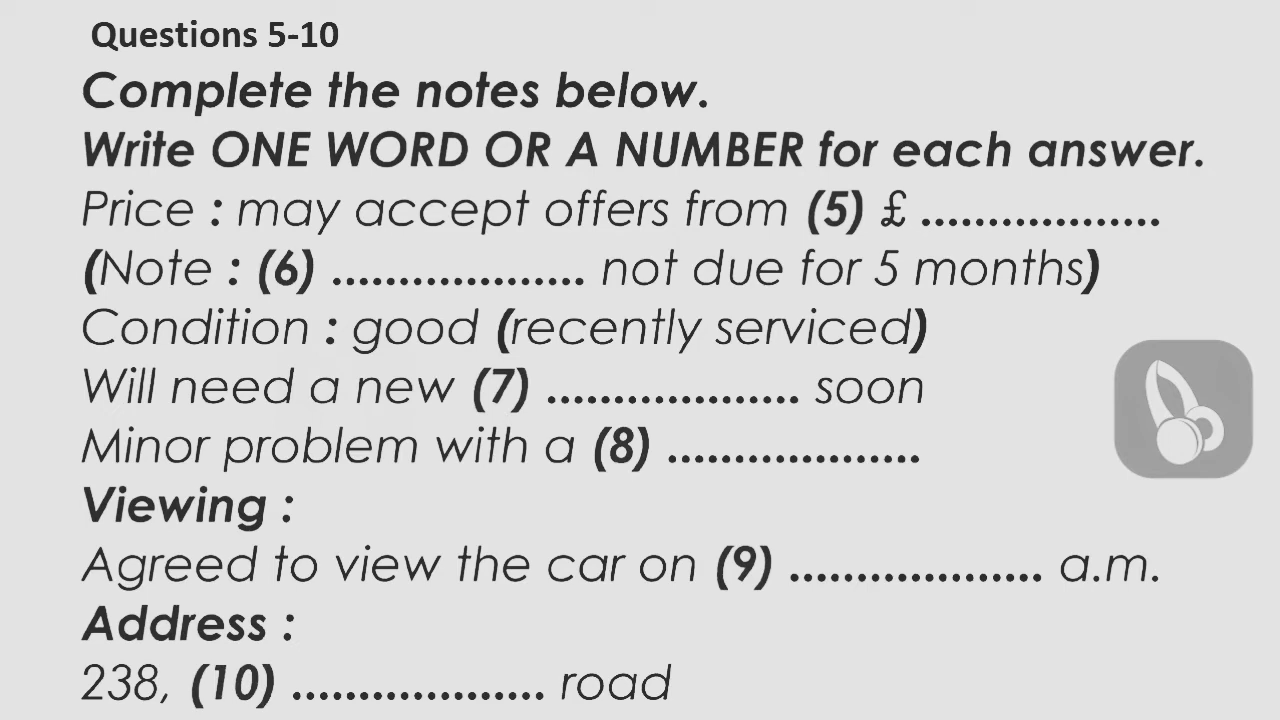 Questions 5-10
Complete the notes below.
Write ONE WORD OR A NUMBER for each answer.
Price : may accept offers from (5) £ ..................
(Note : (6) ................... not due for 5 months)
Condition : good (recently serviced)
Will need a new (7) ................... soon
Minor problem with a (8) ...................
Viewing :
Agreed to view the car on (9) ................... a.m.
Address :
238, (10) ................... road